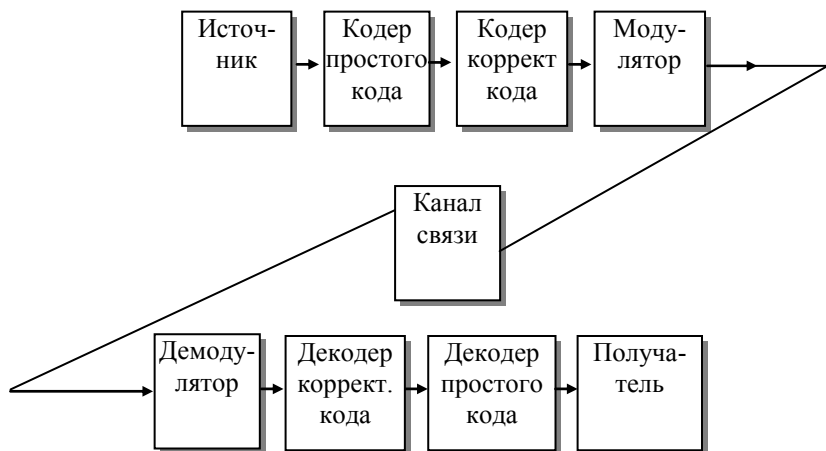 Источ-
ник
Кодер
простого
кода
Кодер
коррект
кода
Моду-
лятор
Канал
связи
Демоду-
лятор
Декодер
коррект.
кода
Декодер
простого
кода
Получа-
тель